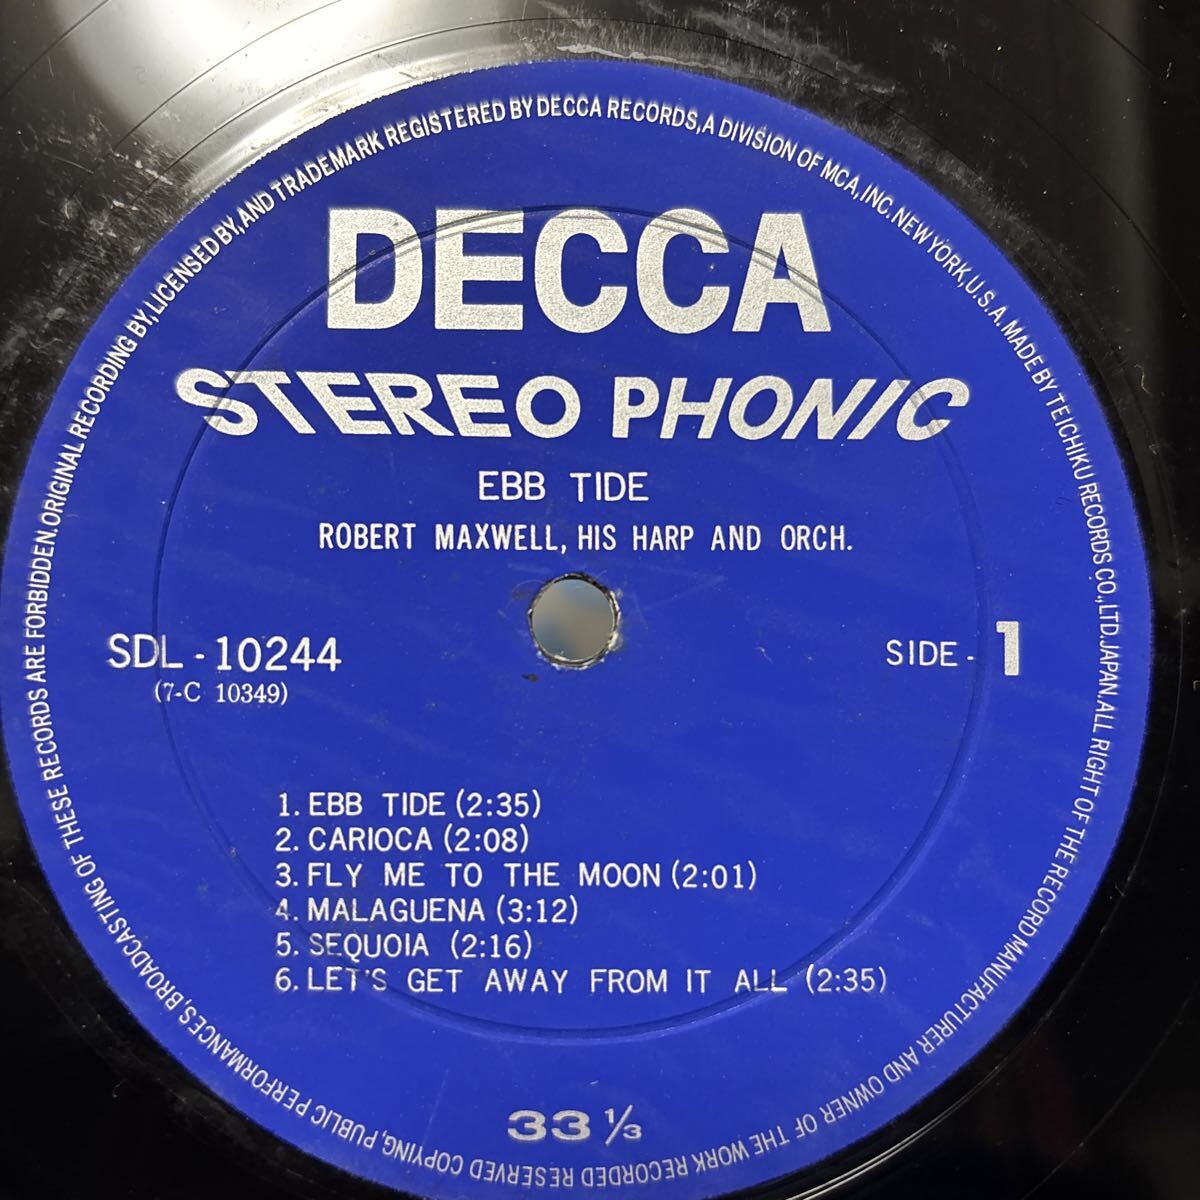 DECCA
STEREO PHONIC
EBB TIDE
ROBERT MAXWELL, HIS HARP AND ORCH.
SDL-10244
(7-C 10349)
SIDE-1
1. EBB TIDE (2:35)
2. CARIOCA (2:08)
3. FLY ME TO THE MOON (2:01)
4. MALAGUENA (3:12)
5. SEQUOIA (2:16)
6. LET'S GET AWAY FROM IT ALL (2:35)
33 1/3
ORIGINAL RECORDING BY, LICENSED BY, AND TRADEMARK REGISTERED BY DECCA RECORDS, A DIVISION OF MCA, INC. NEW YORK, U.S.A. MADE BY TEICHIKU RECORDS CO., LTD. JAPAN. ALL RIGHT OF THE RECORD MANUFACTURER AND OWNER OF THE WORK RECORDED RESERVED COPYING, PUBLIC PERFORMANCES, BROADCASTING OF THESE RECORDS ARE FORBIDDEN.